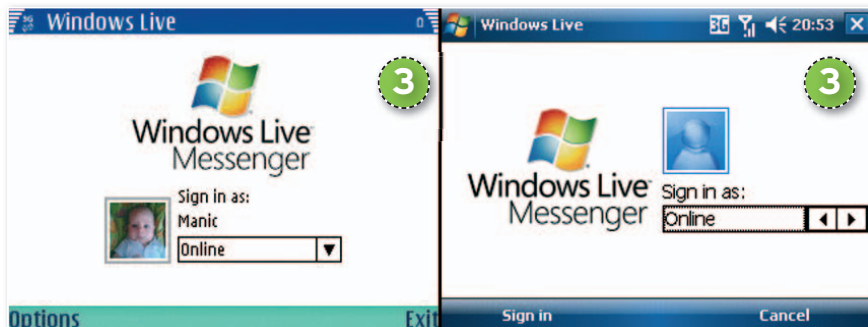 3G Windows Live
3
Windows Live
Messenger
Sign in as:
Manic
Online
Options Exit
Windows Live 3G 20:53
3
Windows Live
Messenger
Sign in as:
Online
Sign in Cancel